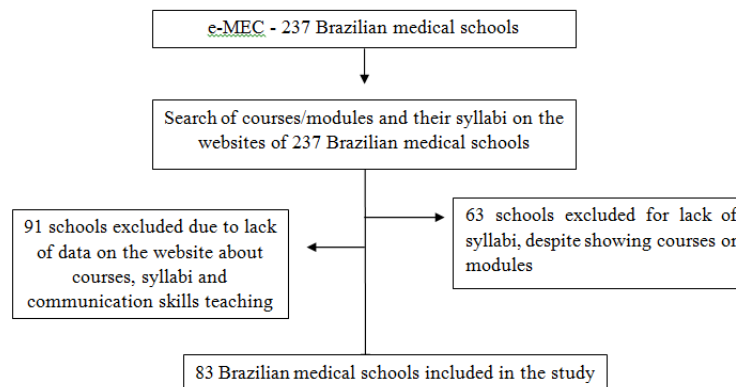 e-MEC - 237 Brazilian medical schools
Search of courses/modules and their syllabi on the
websites of 237 Brazilian medical schools
63 schools excluded for lack of
syllabi, despite showing courses or
modules
91 schools excluded due to lack
of data on the website about
courses, syllabi and
communication skills teaching
83 Brazilian medical schools included in the study